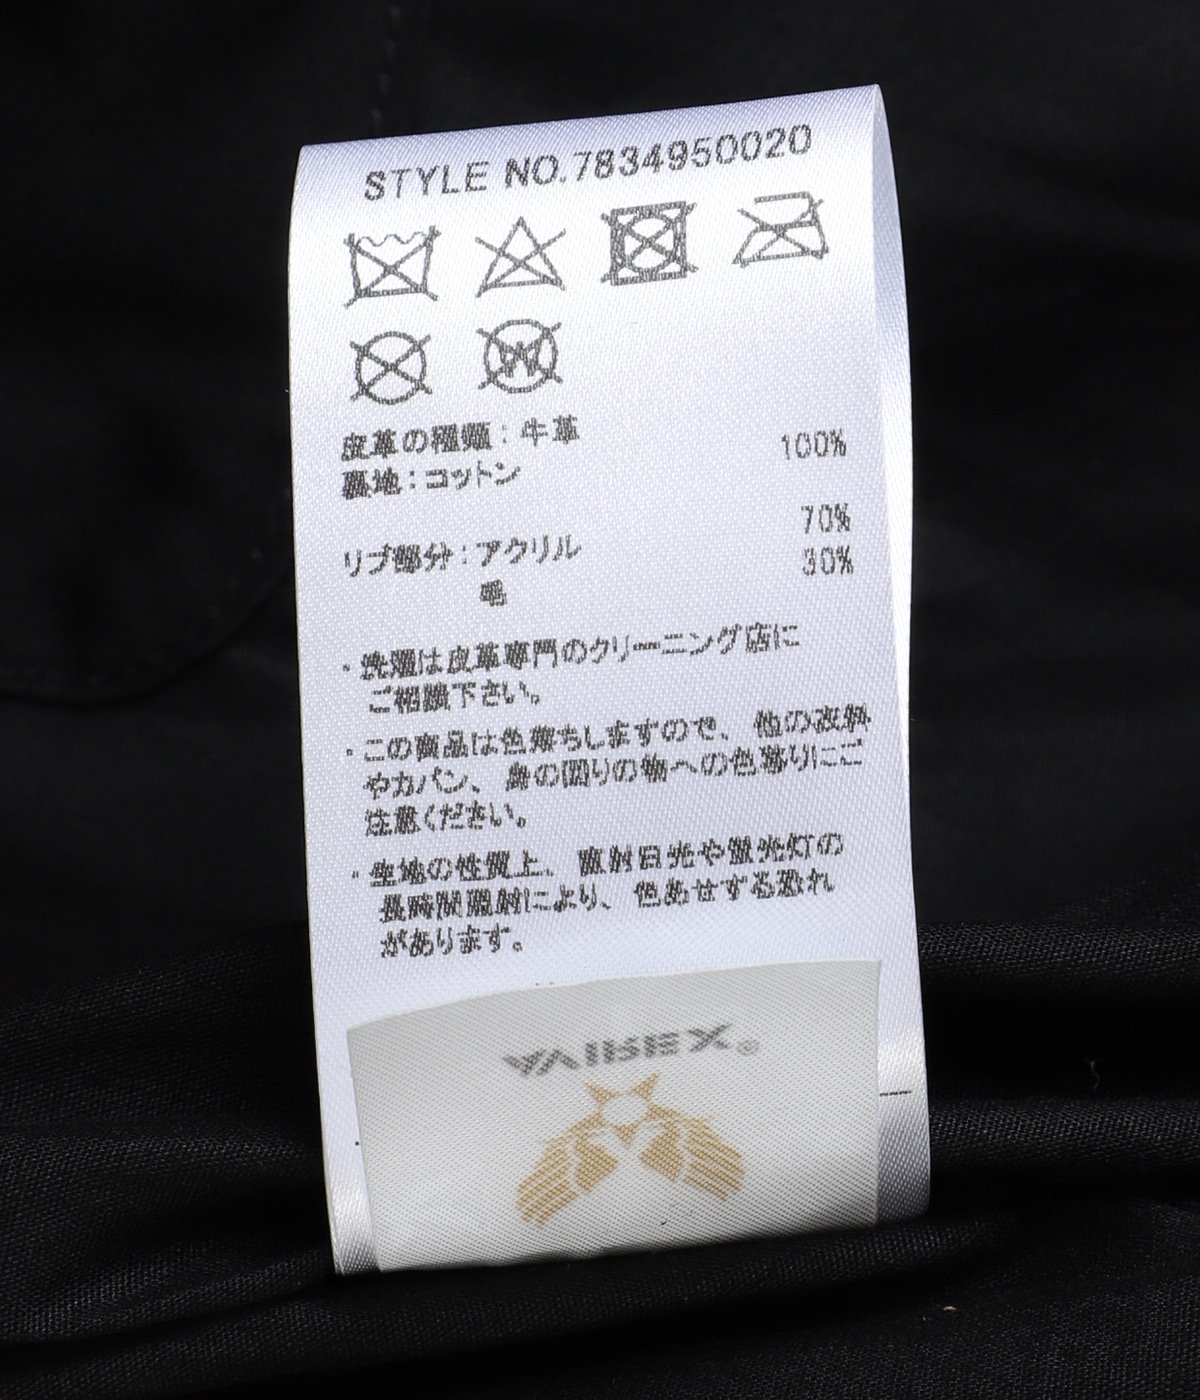 STYLE NO.7834950020
W
皮革の種類：牛革
裏地：コットン 100%
リブ部分：アクリル 70%
毛 30%
・洗濯は皮革専門のクリーニング店に
ご相談下さい。
・この商品は色落ちしますので、他の衣料
やカバン、身の回りの物への色移りにご
注意ください。
・生地の性質上、直射日光や蛍光灯の
長時間照射により、色あせする恐れ
があります。
AVIREX®